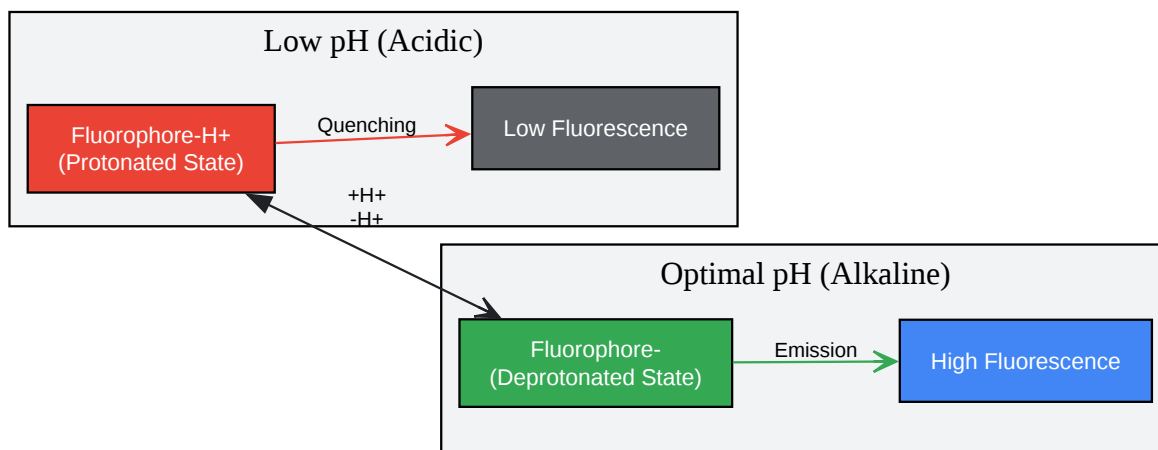 Low pH (Acidic)
Fluorophore-H+
(Protonated State)
Quenching
Low Fluorescence
+H+
-H+
Optimal pH (Alkaline)
Fluorophore-
(Deprotonated State)
Emission
High Fluorescence